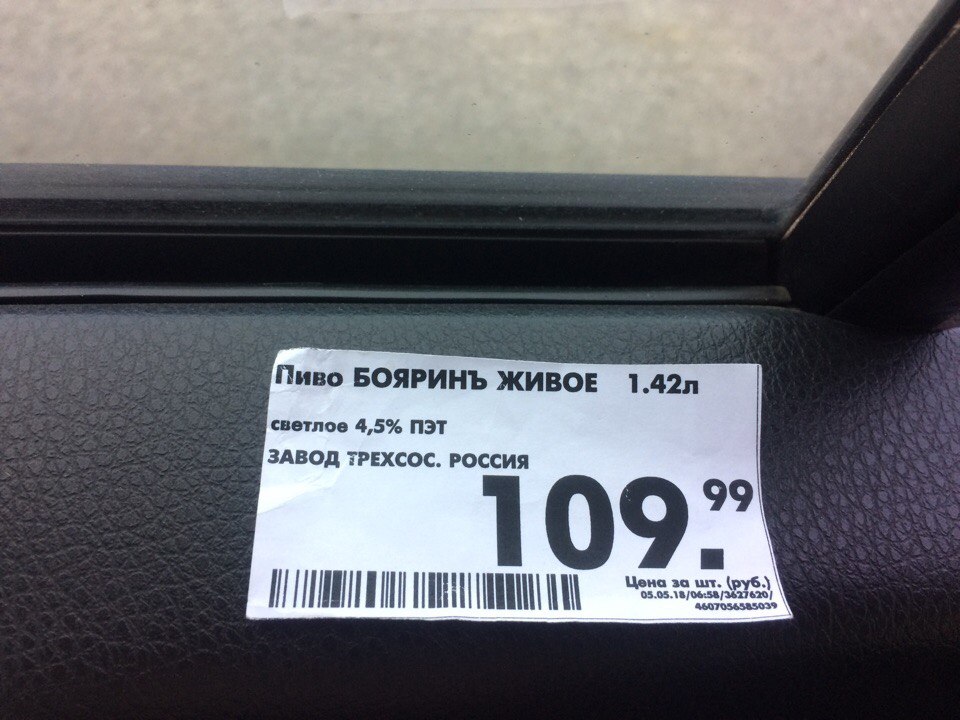 Пиво БОЯРИНЪ ЖИВОЕ 1.42л
светлое 4,5% ПЭТ
ЗАВОД ТРЕХСОС. РОССИЯ
109.99
Цена за шт. (руб.)
05.05.18/06:58/3627620/
4607056585039